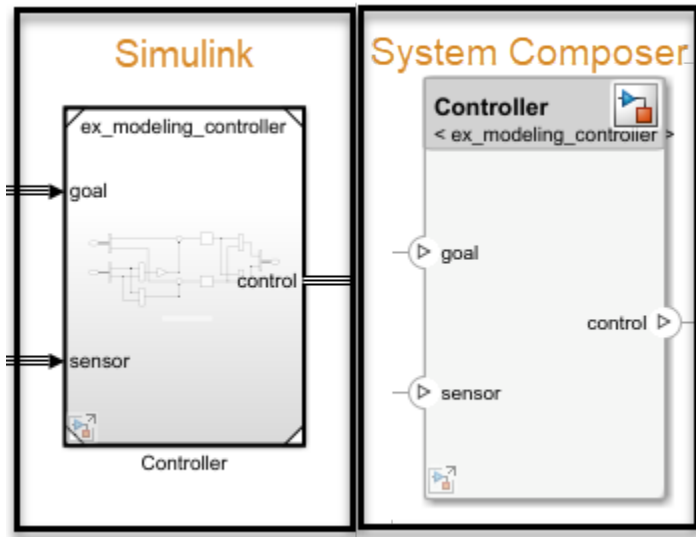 Simulink
ex_modeling_controller
goal
control
sensor
Controller
System Composer
Controller
< ex_modeling_controller >
goal
control
sensor